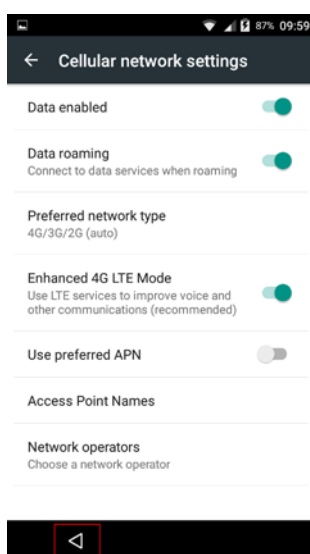 87% 09:59
Cellular network settings
Data enabled
Data roaming
Connect to data services when roaming
Preferred network type
4G/3G/2G (auto)
Enhanced 4G LTE Mode
Use LTE services to improve voice and
other communications (recommended)
Use preferred APN
Access Point Names
Network operators
Choose a network operator